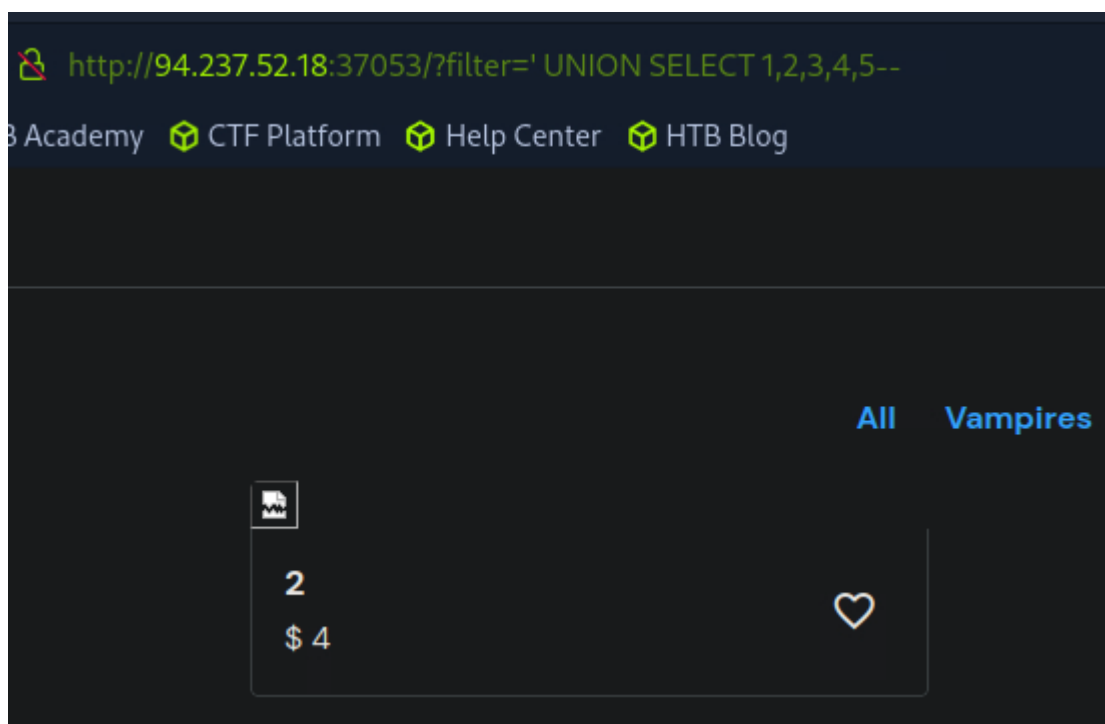 http://94.237.52.18:37053/?filter=' UNION SELECT 1,2,3,4,5--
Academy CTF Platform Help Center HTB Blog
All Vampires
2
$ 4